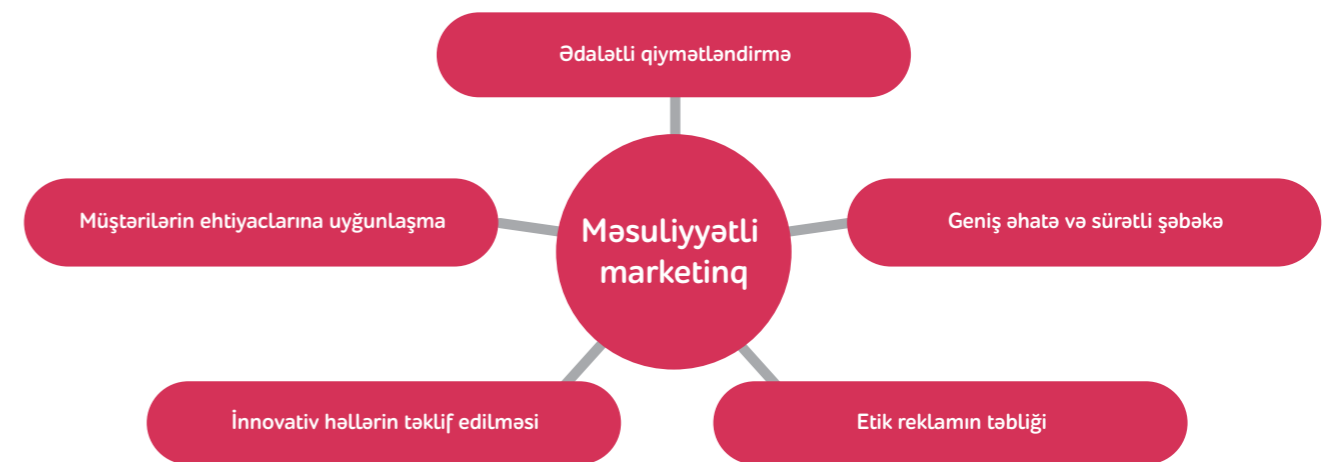 Ədalətli qiymətləndirmə
Müştərilərin ehtiyaclarına uyğunlaşma
Məsuliyyətli
marketinq
Geniş əhatə və sürətli şəbəkə
İnnovativ həllərin təklif edilməsi
Etik reklamın təbliği